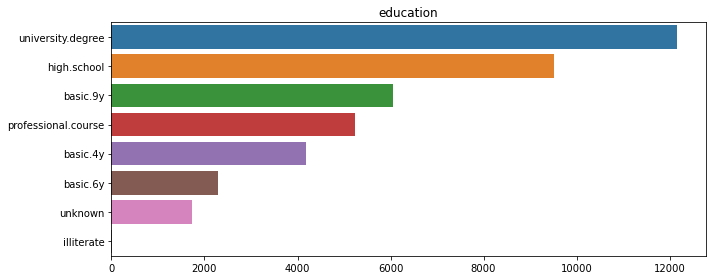 education
university.degree
high.school
basic.9y
professional.course
basic.4y
basic.6y
unknown
illiterate
0 2000 4000 6000 8000 10000 12000